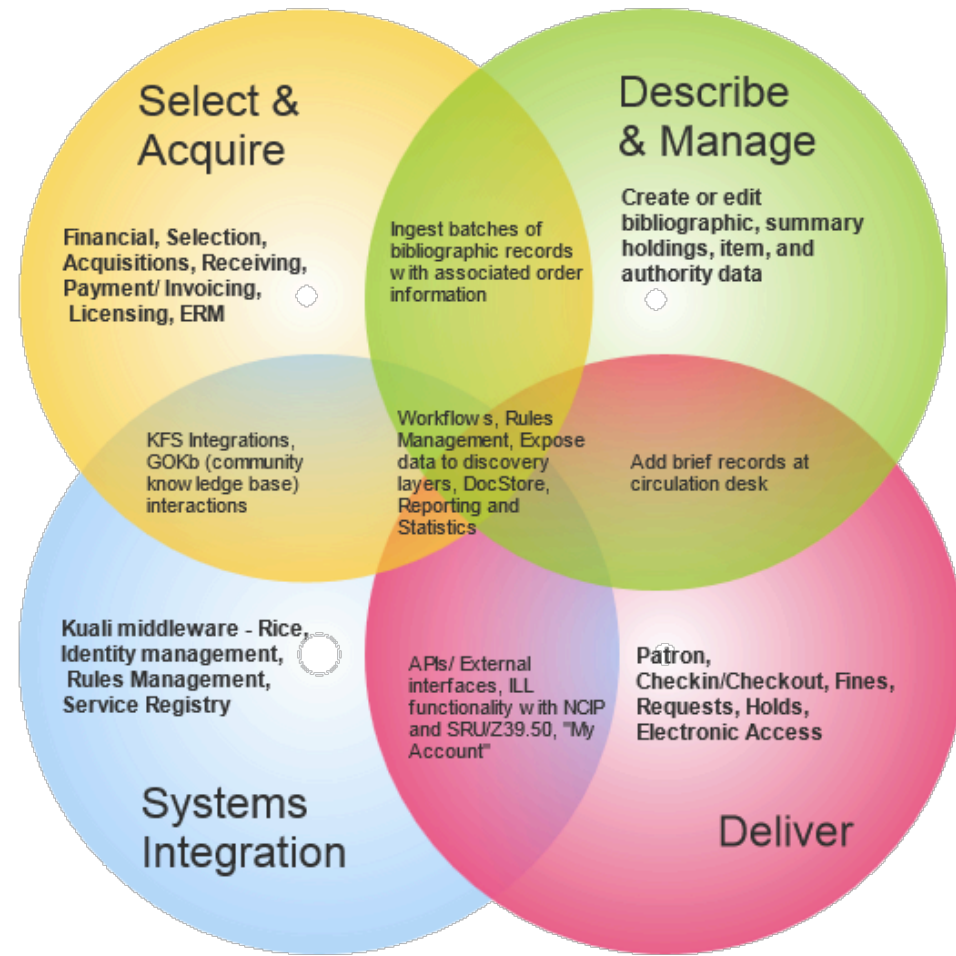 Select &
Acquire
Financial, Selection,
Acquisitions, Receiving,
Payment/ Invoicing,
Licensing, ERM
Describe
& Manage
Create or edit
bibliographic, summary
holdings, item, and
authority data
Ingest batches of
bibliographic records
with associated order
information
KFS Integrations,
GOKb (community
knowledge base)
interactions
Workflows, Rules
Management, Expose
data to discovery
layers, DocStore,
Reporting and
Statistics
Add brief records at
circulation desk
Kuali middleware - Rice,
Identity management,
Rules Management,
Service Registry
APIs/ External
interfaces, ILL
functionality with NCIP
and SRU/Z39.50, "My
Account"
Patron,
Checkin/Checkout, Fines,
Requests, Holds,
Electronic Access
Systems
Integration
Deliver